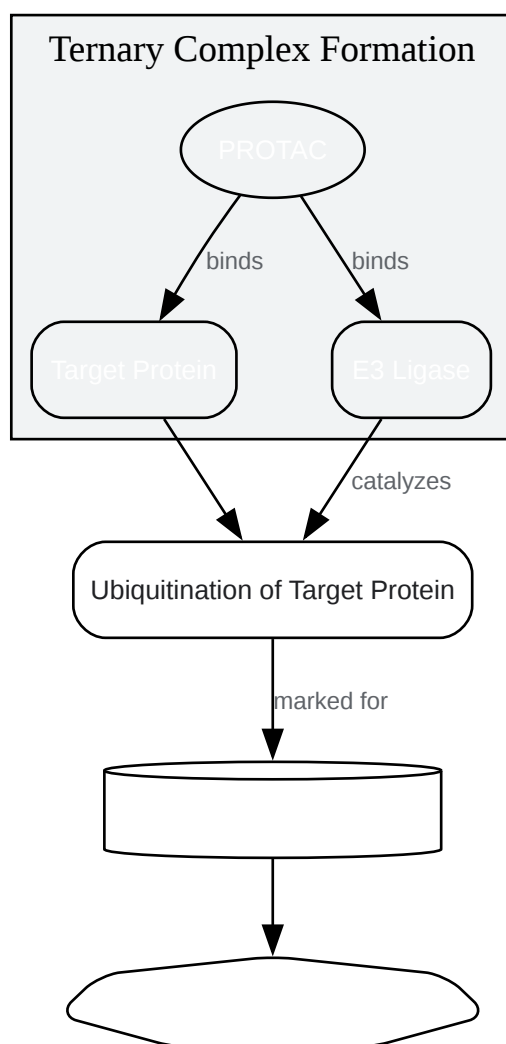 Ternary Complex Formation
PROTAC
binds
binds
Target Protein
E3 Ligase
catalyzes
Ubiquitination of Target Protein
marked for